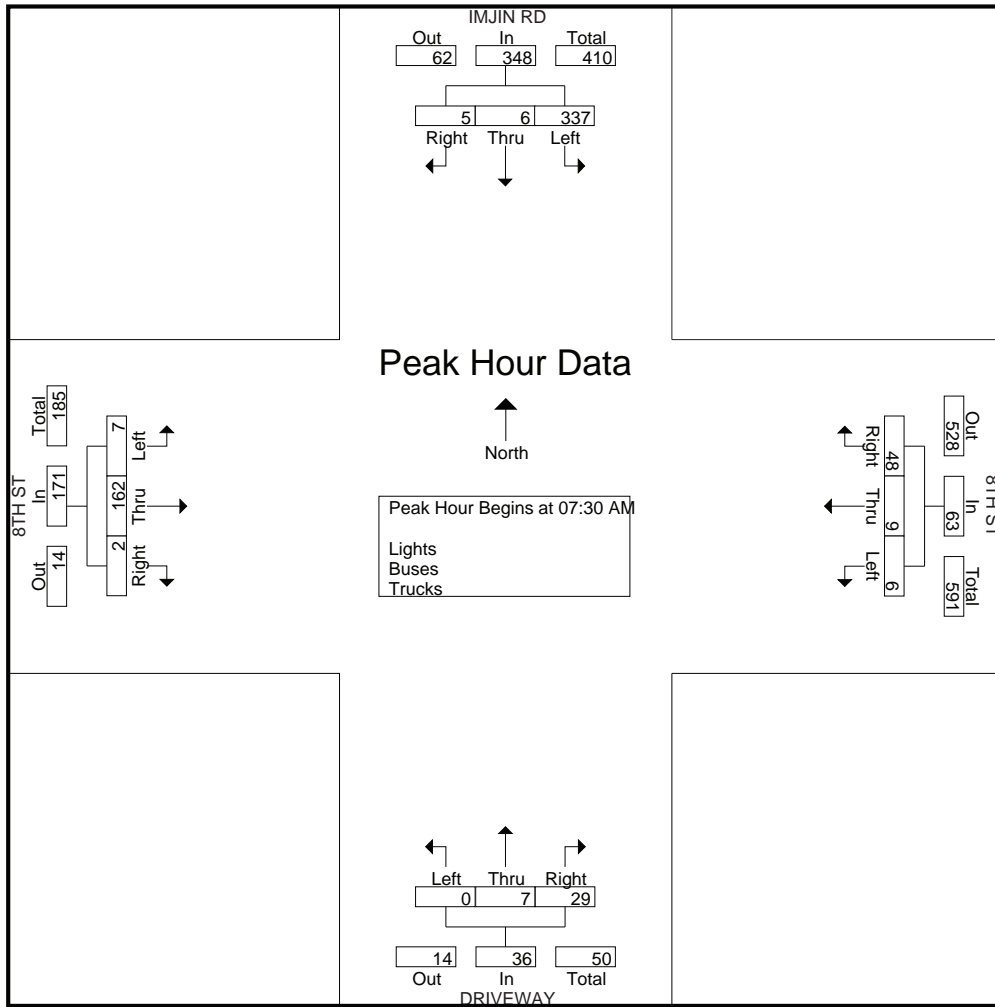 IMJIN RD
Out In Total
62 348 410
5 6 337
Right Thru Left
Peak Hour Data
North
Peak Hour Begins at 07:30 AM
Lights
Buses
Trucks
8TH ST
Total In Out
185 171 14
7 162 2
Left Thru Right
Right Thru Left
48 9 6
Out In Total
528 63 591
8TH ST
Left Thru Right
0 7 29
14 36 50
Out In Total
DRIVEWAY